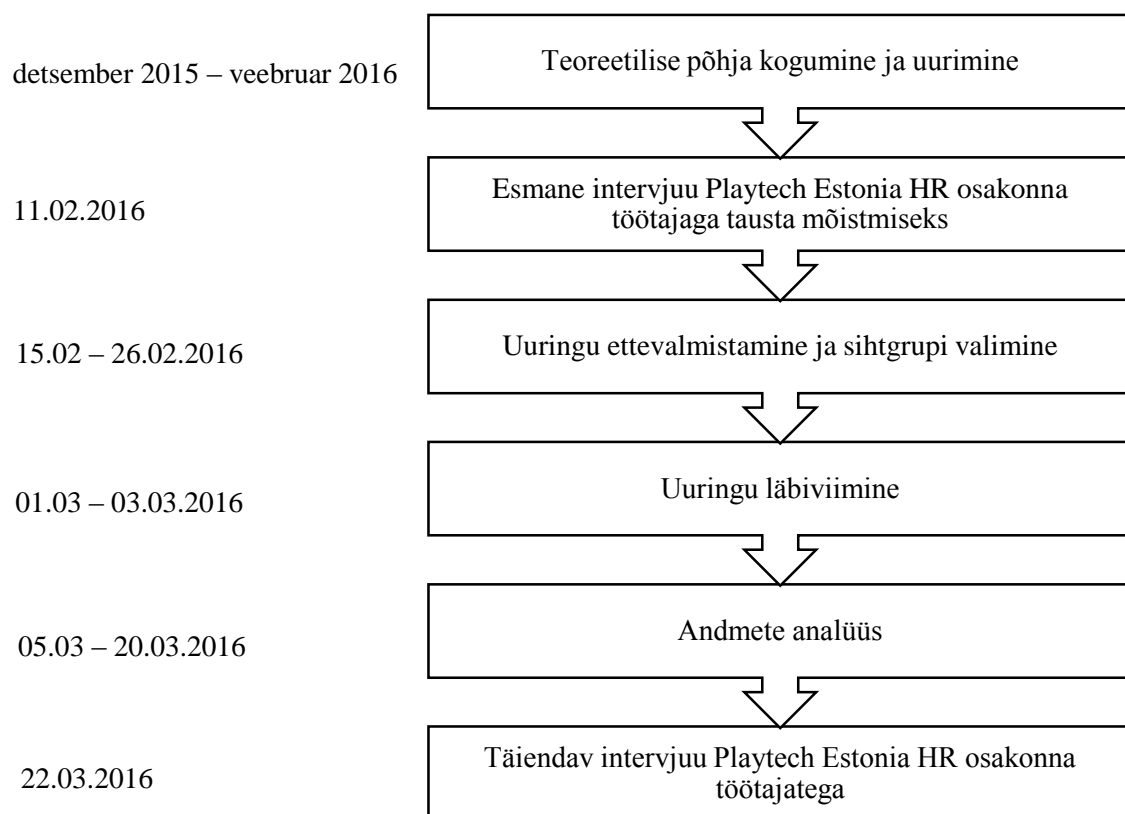 detsember 2015 – veebruar 2016
Teoreetilise põhja kogumine ja uurimine
11.02.2016
Esmane intervjuu Playtech Estonia HR osakonna
töötajaga tausta mõistmiseks
15.02 – 26.02.2016
Uuringu ettevalmistamine ja sihtgrupi valimine
01.03 – 03.03.2016
Uuringu läbiviimine
05.03 – 20.03.2016
Andmete analüüs
22.03.2016
Täiendav intervjuu Playtech Estonia HR osakonna
töötajatega